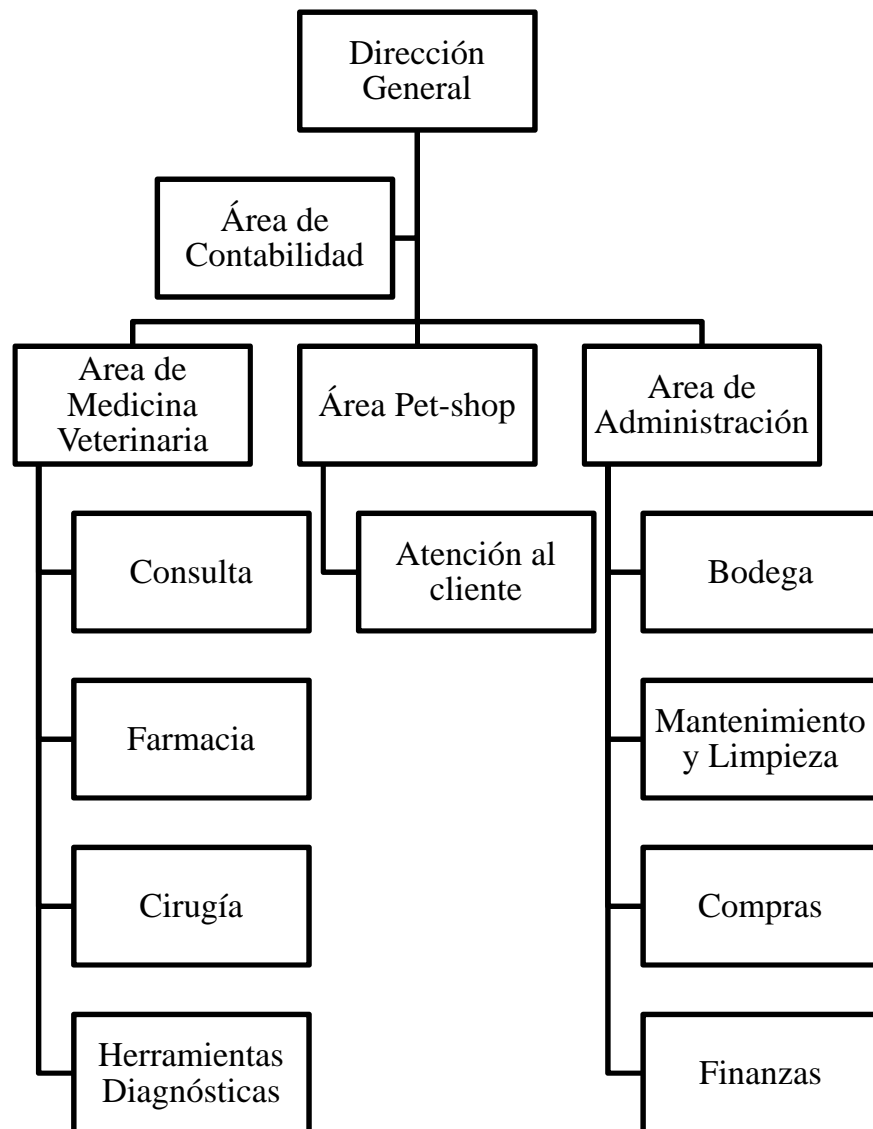 Dirección
General
Área de
Contabilidad
Area de
Medicina
Veterinaria
Área Pet-shop
Area de
Administración
Consulta
Atención al
cliente
Bodega
Farmacia
Mantenimiento
y Limpieza
Cirugía
Compras
Herramientas
Diagnósticas
Finanzas